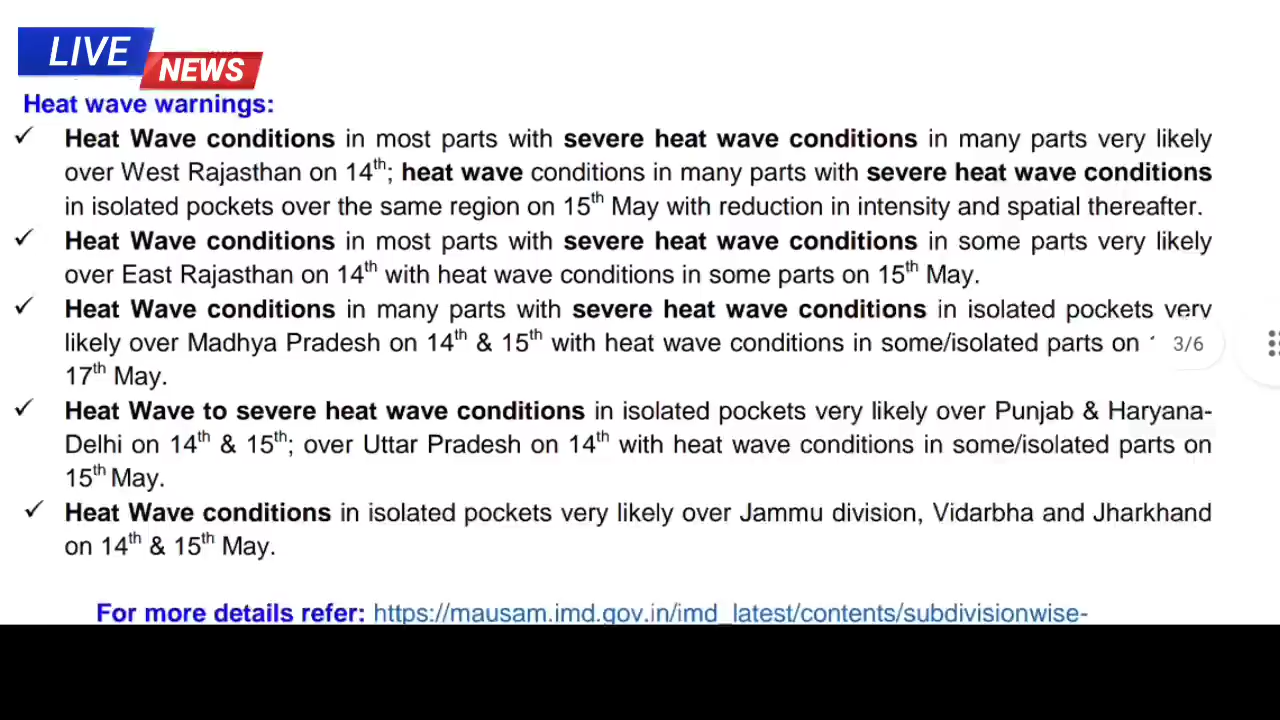 LIVE
NEWS
Heat wave warnings:
✓ Heat Wave conditions in most parts with severe heat wave conditions in many parts very likely
over West Rajasthan on 14th; heat wave conditions in many parts with severe heat wave conditions
in isolated pockets over the same region on 15th May with reduction in intensity and spatial thereafter.
✓ Heat Wave conditions in most parts with severe heat wave conditions in some parts very likely
over East Rajasthan on 14th with heat wave conditions in some parts on 15th May.
✓ Heat Wave conditions in many parts with severe heat wave conditions in isolated pockets very
likely over Madhya Pradesh on 14th & 15th with heat wave conditions in some/isolated parts on
3/6
17th May.
✓ Heat Wave to severe heat wave conditions in isolated pockets very likely over Punjab & Haryana-
Delhi on 14th & 15th; over Uttar Pradesh on 14th with heat wave conditions in some/isolated parts on
15th May.
✓ Heat Wave conditions in isolated pockets very likely over Jammu division, Vidarbha and Jharkhand
on 14th & 15th May.
For more details refer: https://mausam.imd.gov.in/imd_latest/contents/subdivisionwise-